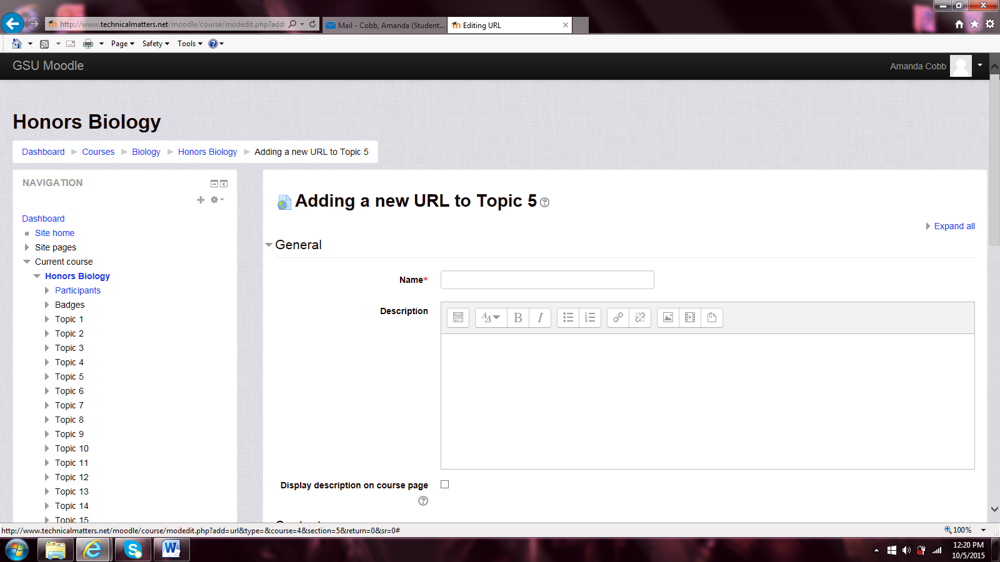 http://www.technicalmatters.net/moodle/course/modedit.php?add:
Mail - Cobb, Amanda (Student...
Editing URL
Page
Safety
Tools
GSU Moodle
Amanda Cobb
Honors Biology
Dashboard Courses Biology Honors Biology Adding a new URL to Topic 5
NAVIGATION
Dashboard
Site home
Site pages
Current course
Honors Biology
Participants
Badges
Topic 1
Topic 2
Topic 3
Topic 4
Topic 5
Topic 6
Topic 7
Topic 8
Topic 9
Topic 10
Topic 11
Topic 12
Topic 13
Topic 14
Topic 15
Adding a new URL to Topic 5
Expand all
General
Name*
Description
Display description on course page
http://www.technicalmatters.net/moodle/course/modedit.php?add=url&type=&course=4&section=5&return=0&sr=0#
100%
12:20 PM
10/5/2015